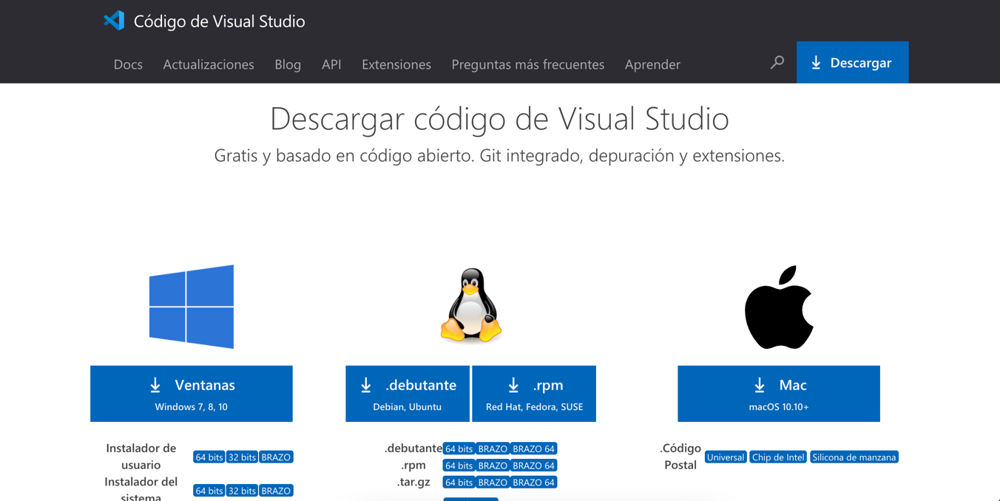 Código de Visual Studio
Docs Actualizaciones Blog API Extensiones Preguntas más frecuentes Aprender Descargar
Descargar código de Visual Studio
Gratis y basado en código abierto. Git integrado, depuración y extensiones.
Ventanas
Windows 7, 8, 10
.debutante
Debian, Ubuntu
.rpm
Red Hat, Fedora, SUSE
Mac
macOS 10.10+
Instalador de
usuario
64 bits 32 bits BRAZO
Instalador del
sistema
64 bits 32 bits BRAZO
.debutante 64 bits BRAZO BRAZO 64
.rpm 64 bits BRAZO BRAZO 64
.tar.gz 64 bits BRAZO BRAZO 64
.Código
Postal
Universal Chip de Intel Silicona de manzana